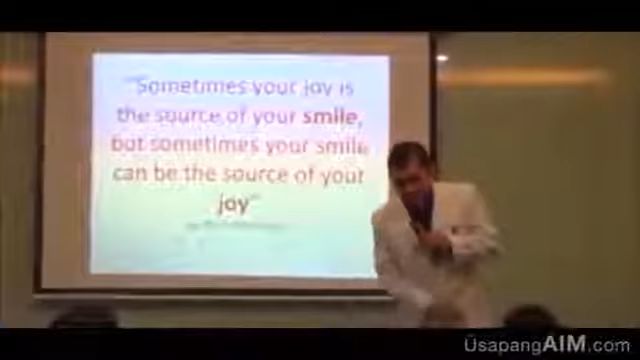 "Sometimes your joy is
the source of your smile,
but sometimes your smile
can be the source of your
joy"
UsapangAIM.com